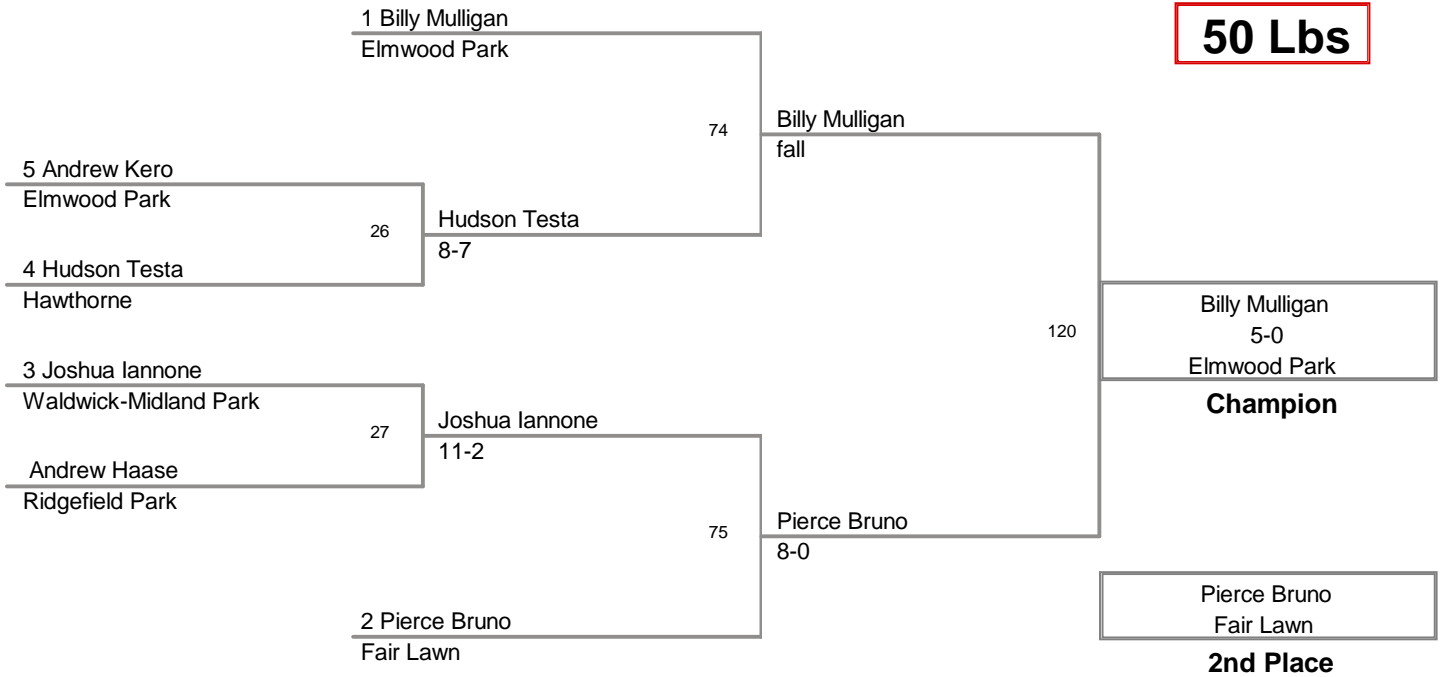 1 Billy Mulligan
Elmwood Park
50 Lbs
74
Billy Mulligan
fall
5 Andrew Kero
Elmwood Park
26
Hudson Testa
8-7
4 Hudson Testa
Hawthorne
120
Billy Mulligan
5-0
Elmwood Park
Champion
3 Joshua Iannone
Waldwick-Midland Park
27
Joshua Iannone
11-2
Andrew Haase
Ridgefield Park
75
Pierce Bruno
8-0
2 Pierce Bruno
Fair Lawn
Pierce Bruno
Fair Lawn
2nd Place